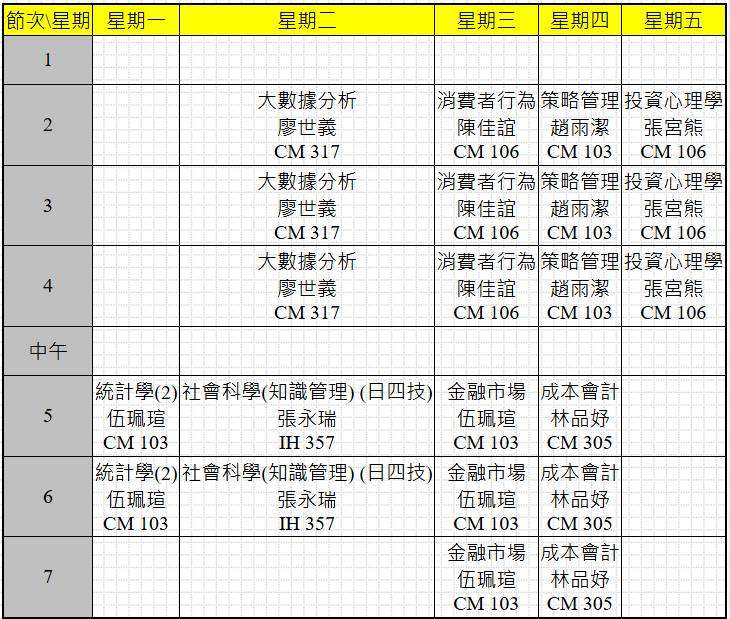 節次\星期 星期一 星期二 星期三 星期四 星期五
1
大數據分析 消費者行為 策略管理 投資心理學
2 廖世義 陳佳誼 趙雨潔 張宮熊
CM 317 CM 106 CM 103 CM 106
大數據分析 消費者行為 策略管理 投資心理學
3 廖世義 陳佳誼 趙雨潔 張宮熊
CM 317 CM 106 CM 103 CM 106
大數據分析 消費者行為 策略管理 投資心理學
4 廖世義 陳佳誼 趙雨潔 張宮熊
CM 317 CM 106 CM 103 CM 106
中午
統計學(2) 社會科學(知識管理) (日四技) 金融市場 成本會計
5 伍珮瑄 張永瑞 伍珮瑄 林品妤
CM 103 IH 357 CM 103 CM 305
統計學(2) 社會科學(知識管理) (日四技) 金融市場 成本會計
6 伍珮瑄 張永瑞 伍珮瑄 林品妤
CM 103 IH 357 CM 103 CM 305
金融市場 成本會計
7 伍珮瑄 林品妤
CM 103 CM 305